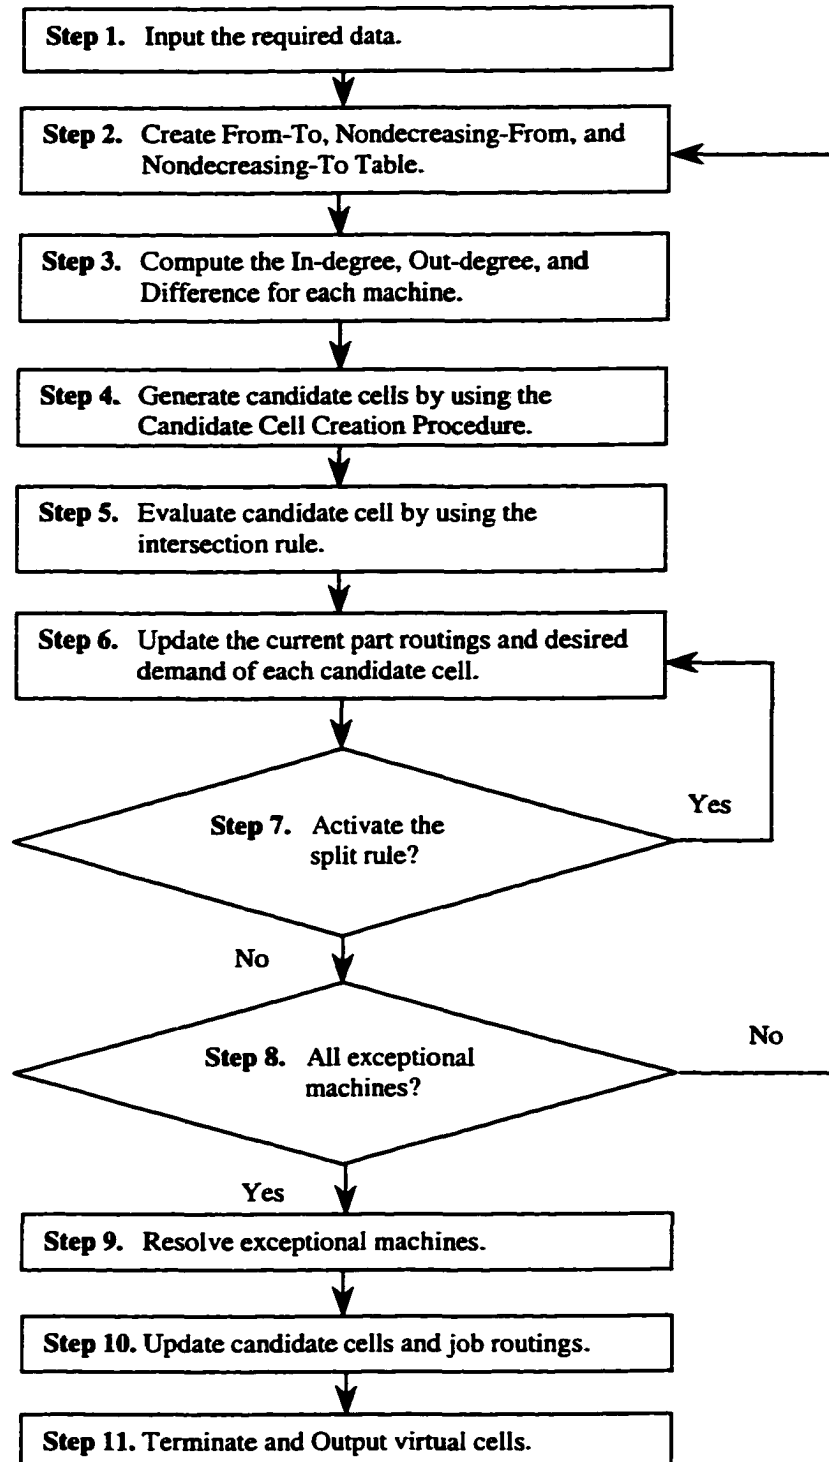 Step 1. Input the required data.
Step 2. Create From-To, Nondecreasing-From, and
Nondecreasing-To Table.
Step 3. Compute the In-degree, Out-degree, and
Difference for each machine.
Step 4. Generate candidate cells by using the
Candidate Cell Creation Procedure.
Step 5. Evaluate candidate cell by using the
intersection rule.
Step 6. Update the current part routings and desired
demand of each candidate cell.
Yes
Step 7. Activate the
split rule?
No
No
Step 8. All exceptional
machines?
Yes
Step 9. Resolve exceptional machines.
Step 10. Update candidate cells and job routings.
Step 11. Terminate and Output virtual cells.